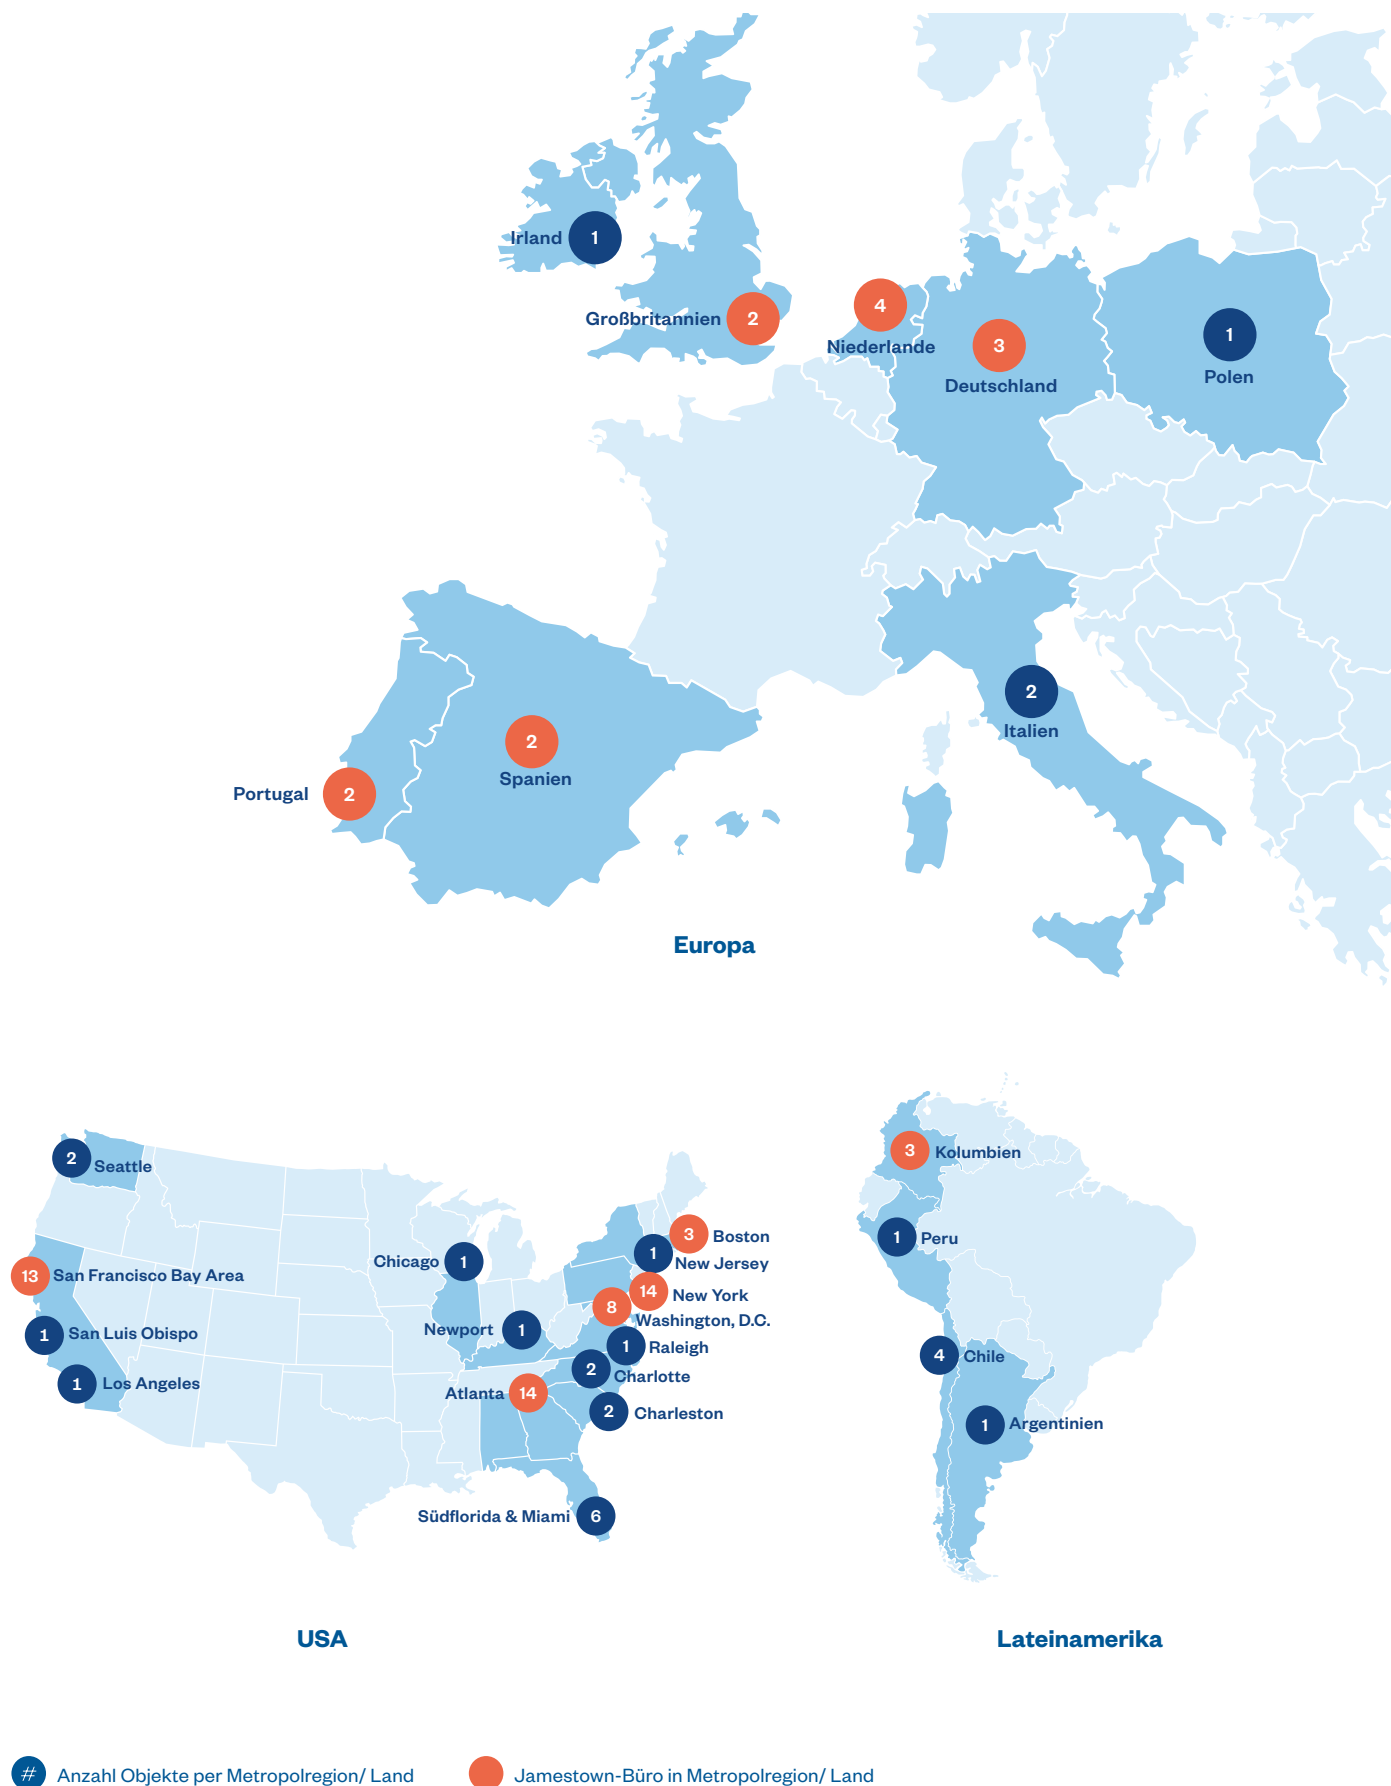 Irland 1
Großbritannien 2
4
Niederlande
3
Deutschland
1
Polen
2
Italien
2
Spanien
Portugal 2
Europa
2 Seattle
13 San Francisco Bay Area
1 San Luis Obispo
1 Los Angeles
Chicago 1
Newport 1
Atlanta 14
Südflorida & Miami 6
3 Boston
1 New Jersey
14 New York
8 Washington, D.C.
1 Raleigh
2 Charlotte
2 Charleston
USA
3 Kolumbien
1 Peru
4 Chile
1 Argentinien
Lateinamerika
# Anzahl Objekte per Metropolregion/ Land
Jamestown-Büro in Metropolregion/ Land